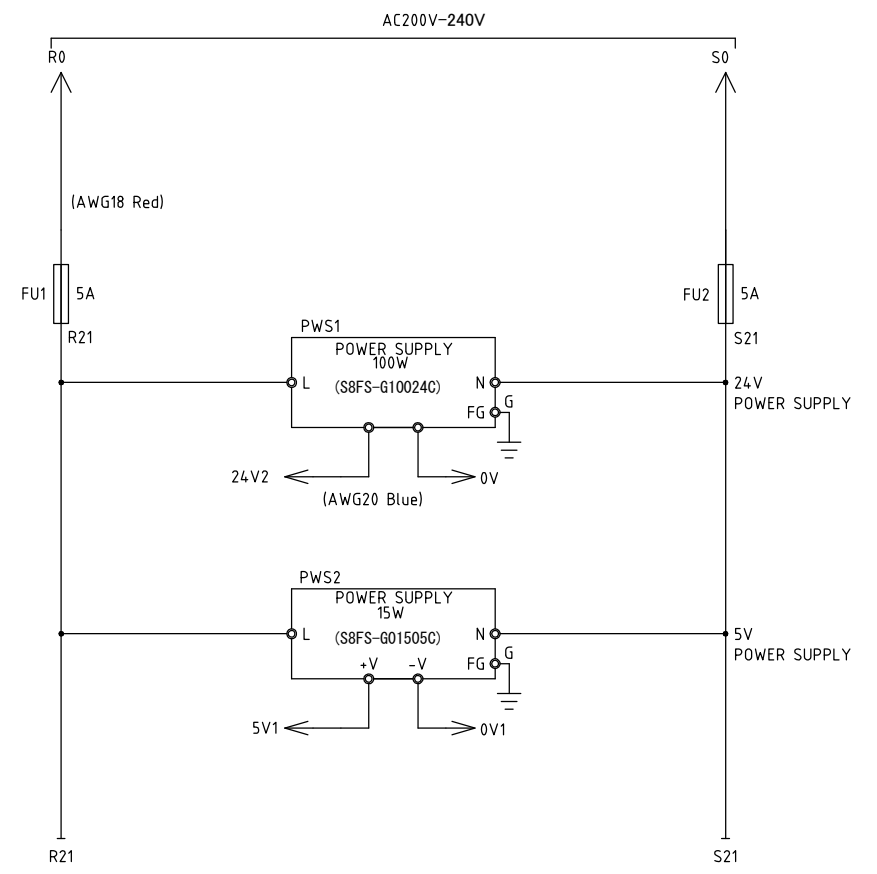 AC200V-240V
R0
S0
(AWG18 Red)
FU1
5A
FU2
5A
R21
S21
PWS1
POWER SUPPLY
100W
(S8FS-G10024C)
L
N
FG
G
24V
POWER SUPPLY
24V2
0V
(AWG20 Blue)
PWS2
POWER SUPPLY
15W
(S8FS-G01505C)
L
N
+V
-V
FG
G
5V
POWER SUPPLY
5V1
0V1
R21
S21